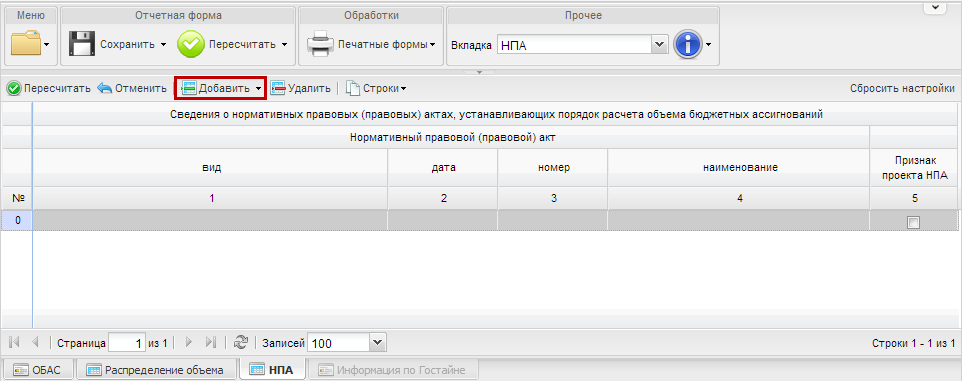 Меню
Отчетная форма
Обработки
Прочее
Сохранить
Пересчитать
Печатные формы
Вкладка
НПА
Пересчитать
Отменить
Добавить
Удалить
Строки
Сбросить настройки
Сведения о нормативных правовых (правовых) актах, устанавливающих порядок расчета объема бюджетных ассигнований
Нормативный правовой (правовой) акт
вид
дата
номер
наименование
Признак
проекта НПА
№
1
2
3
4
5
0
Страница
1
из 1
Записей
100
Строки 1 - 1 из 1
ОБАС
Распределение объема
НПА
Информация по Гостайне